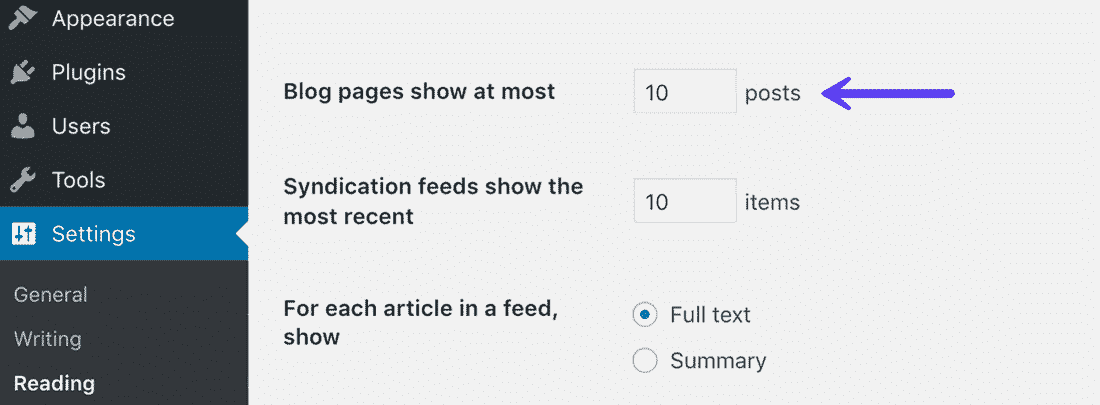 Appearance
Plugins
Users
Tools
Settings
General
Writing
Reading
Blog pages show at most 10 posts
Syndication feeds show the
most recent 10 items
For each article in a feed,
show
Full text
Summary